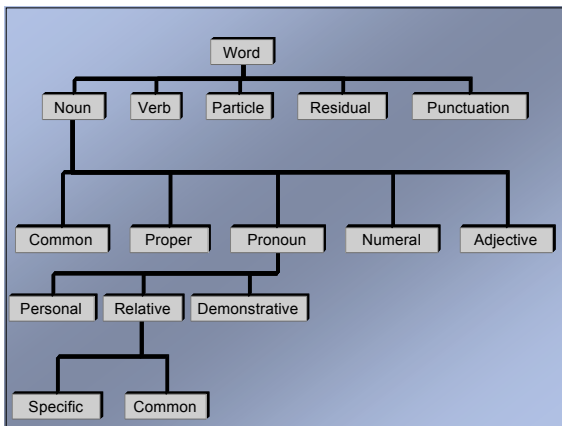 Word
Noun Verb Particle Residual Punctuation
Common Proper Pronoun Numeral Adjective
Personal Relative Demonstrative
Specific Common